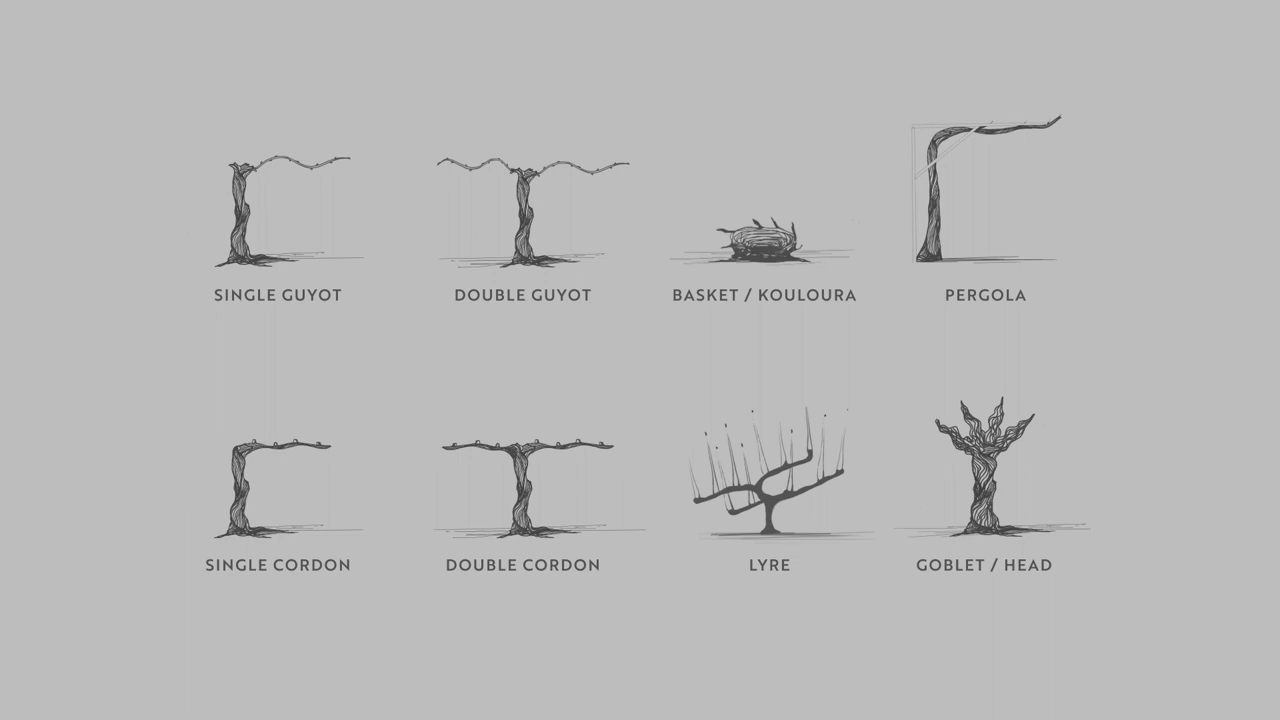 SINGLE GUYOT
DOUBLE GUYOT
BASKET / KOULOURA
PERGOLA
SINGLE CORDON
DOUBLE CORDON
LYRE
GOBLET / HEAD